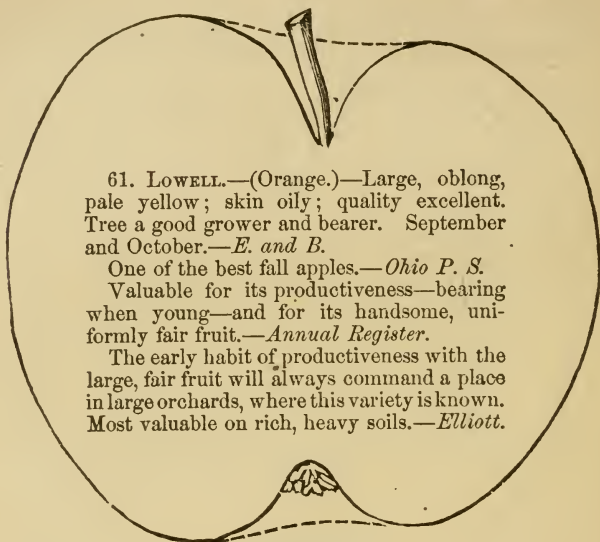 61. LOWELL.—(Orange.)—Large, oblong,
pale yellow; skin oily; quality excellent.
Tree a good grower and bearer. September
and October.—E. and B.
One of the best fall apples.—Ohio P. S.
Valuable for its productiveness—bearing
when young—and for its handsome, uni-
formly fair fruit.—Annual Register.
The early habit of productiveness with the
large, fair fruit will always command a place
in large orchards, where this variety is known.
Most valuable on rich, heavy soils.—Elliott.